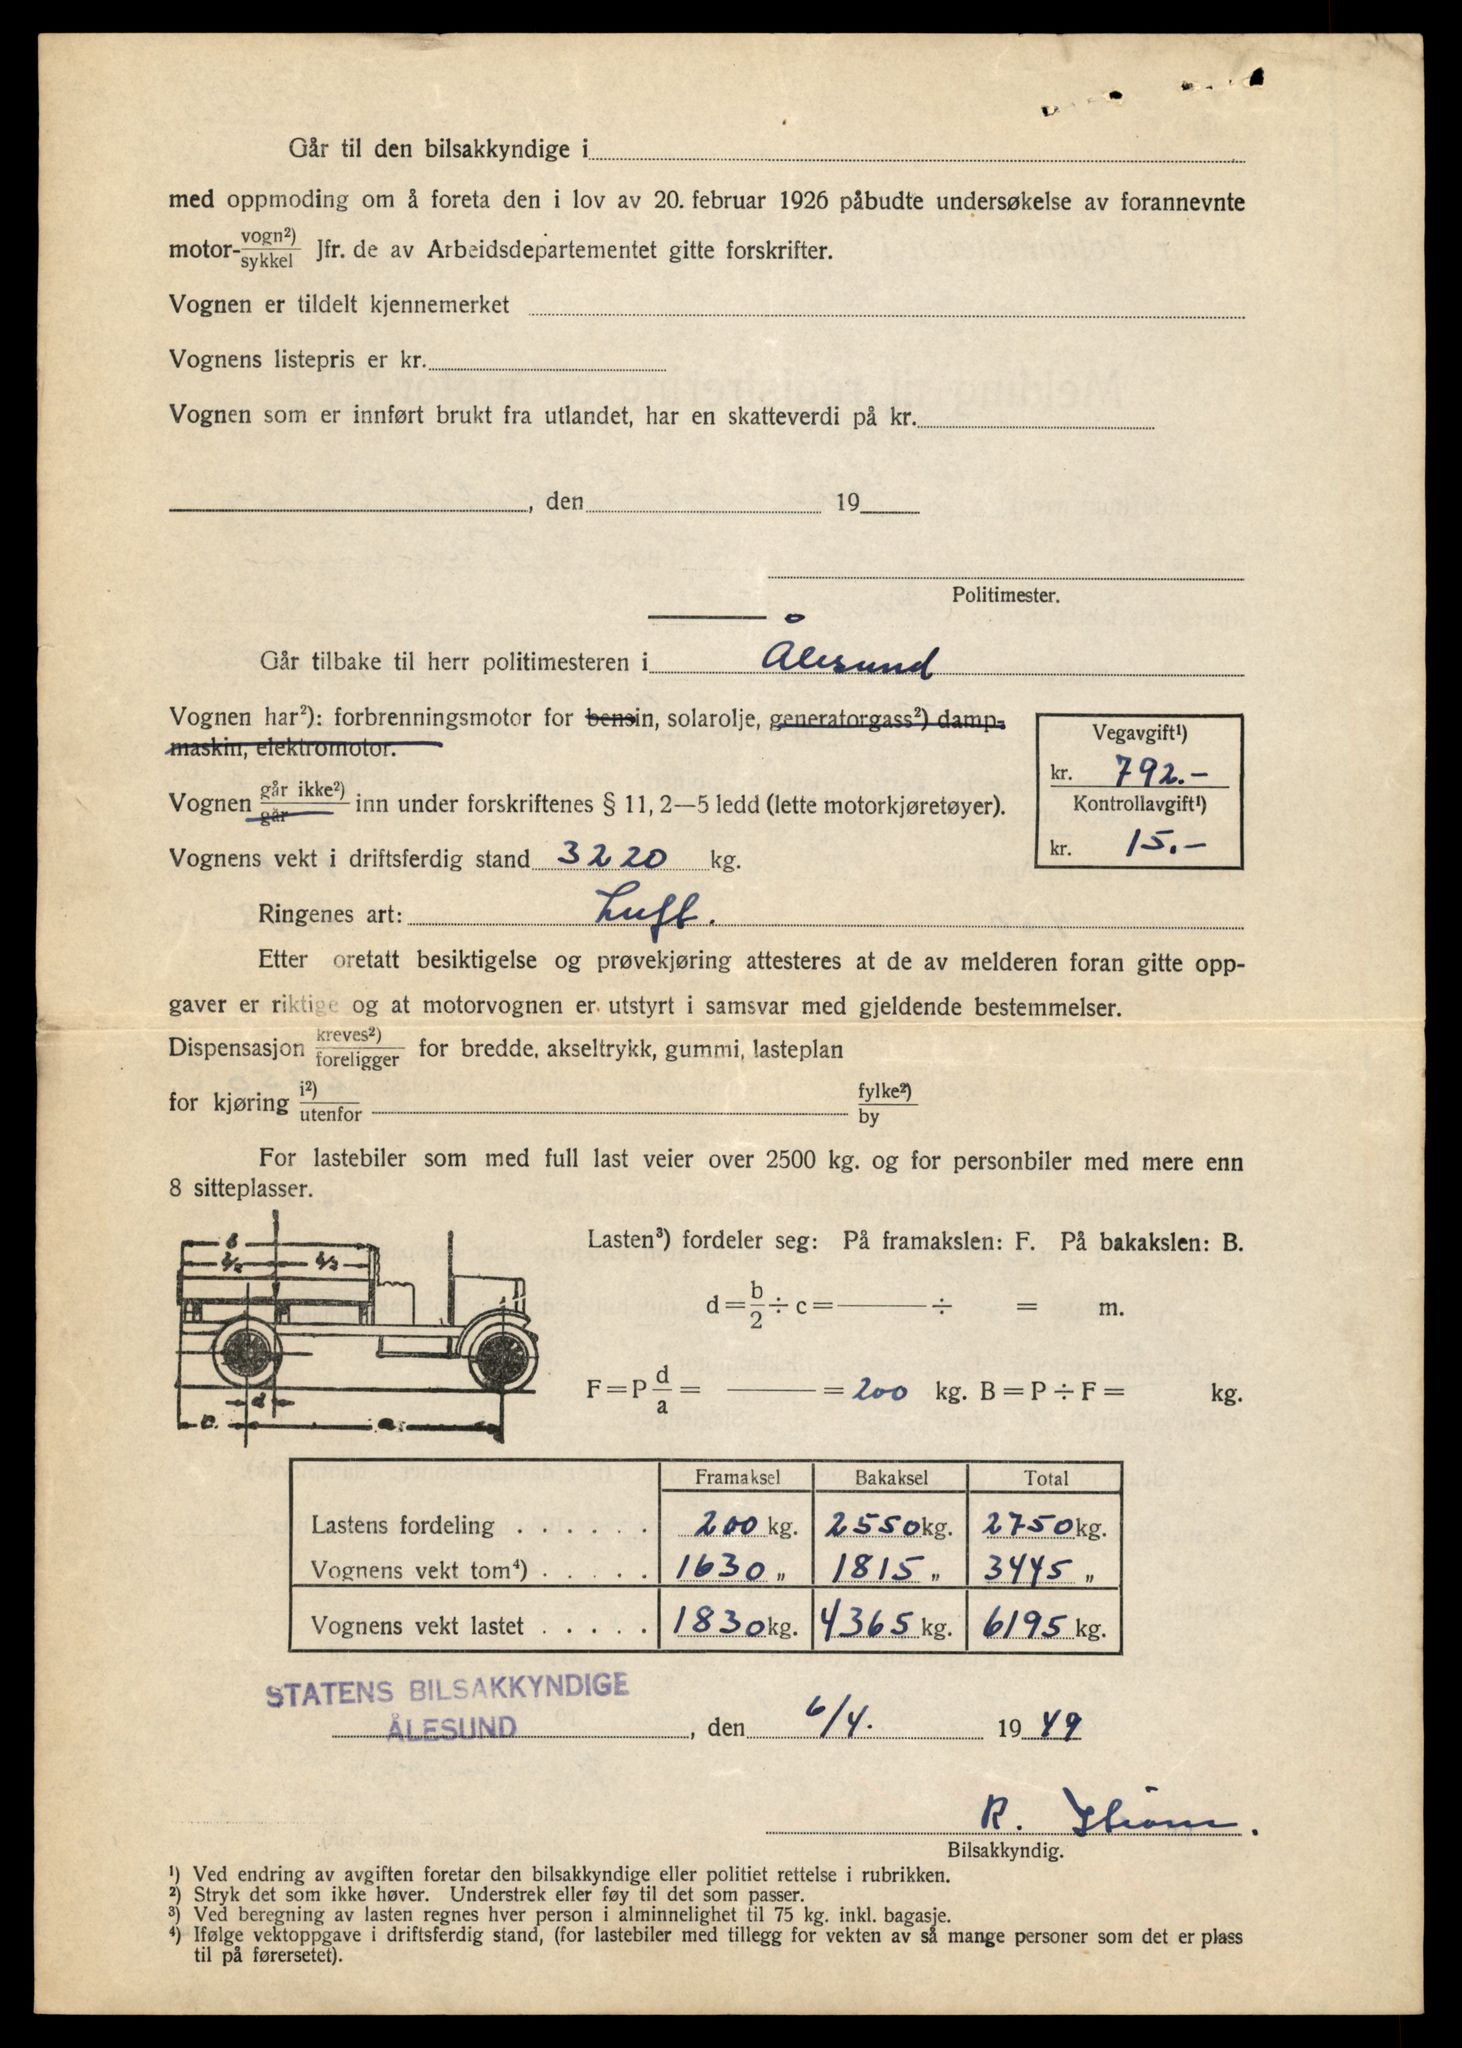 Går til den bilsakkyndige i
med oppmoding om å foreta den i lov av 20. februar 1926 påbudte undersøkelse av forannevnte
motor-vogn²)/sykkel Jfr. de av Arbeidsdepartementet gitte forskrifter.
Vognen er tildelt kjennemerket
Vognens listepris er kr.
Vognen som er innført brukt fra utlandet, har en skatteverdi på kr.
, den 19
Politimester.
Går tilbake til herr politimesteren i Ålesund
Vognen har²): forbrenningsmotor for bensin, solarolje, generatorgass²) damp-
maskin, elektromotor.
Vegavgift¹)
kr. 792.-
Kontrollavgift¹)
kr. 15.-
Vognen går ikke²)/går inn under forskriftenes § 11, 2—5 ledd (lette motorkjøretøyer).
Vognens vekt i driftsferdig stand 3220 kg.
Ringenes art: Luft.
Etter oretatt besiktigelse og prøvekjøring attesteres at de av melderen foran gitte opp-
gaver er riktige og at motorvognen er utstyrt i samsvar med gjeldende bestemmelser.
Dispensasjon kreves²)/foreligger for bredde, akseltrykk, gummi, lasteplan
for kjøring i²)/utenfor fylke²)/by
For lastebiler som med full last veier over 2500 kg. og for personbiler med mere enn
8 sitteplasser.
b
b/2 b/2
d
c. a.
Lasten³) fordeler seg: På framakslen: F. På bakakslen: B.
d = b/2 ÷ c = ——— ÷ = m.
F = P d/a = ——— = 200 kg. B = P ÷ F = kg.
Framaksel Bakaksel Total
Lastens fordeling . . . . . . 200 kg. 2550 kg. 2750 kg.
Vognens vekt tom⁴) . . . . . 1630 „ 1815 „ 3445 „
Vognens vekt lastet . . . . . 1830 kg. 4365 kg. 6195 kg.
STATENS BILSAKKYNDIGE
ÅLESUND , den 6/4. 19 49
R. Strøm.
Bilsakkyndig.
¹) Ved endring av avgiften foretar den bilsakkyndige eller politiet rettelse i rubrikken.
²) Stryk det som ikke høver. Understrek eller føy til det som passer.
³) Ved beregning av lasten regnes hver person i alminnelighet til 75 kg. inkl. bagasje.
⁴) Ifølge vektoppgave i driftsferdig stand, (for lastebiler med tillegg for vekten av så mange personer som det er plass
til på førersetet).